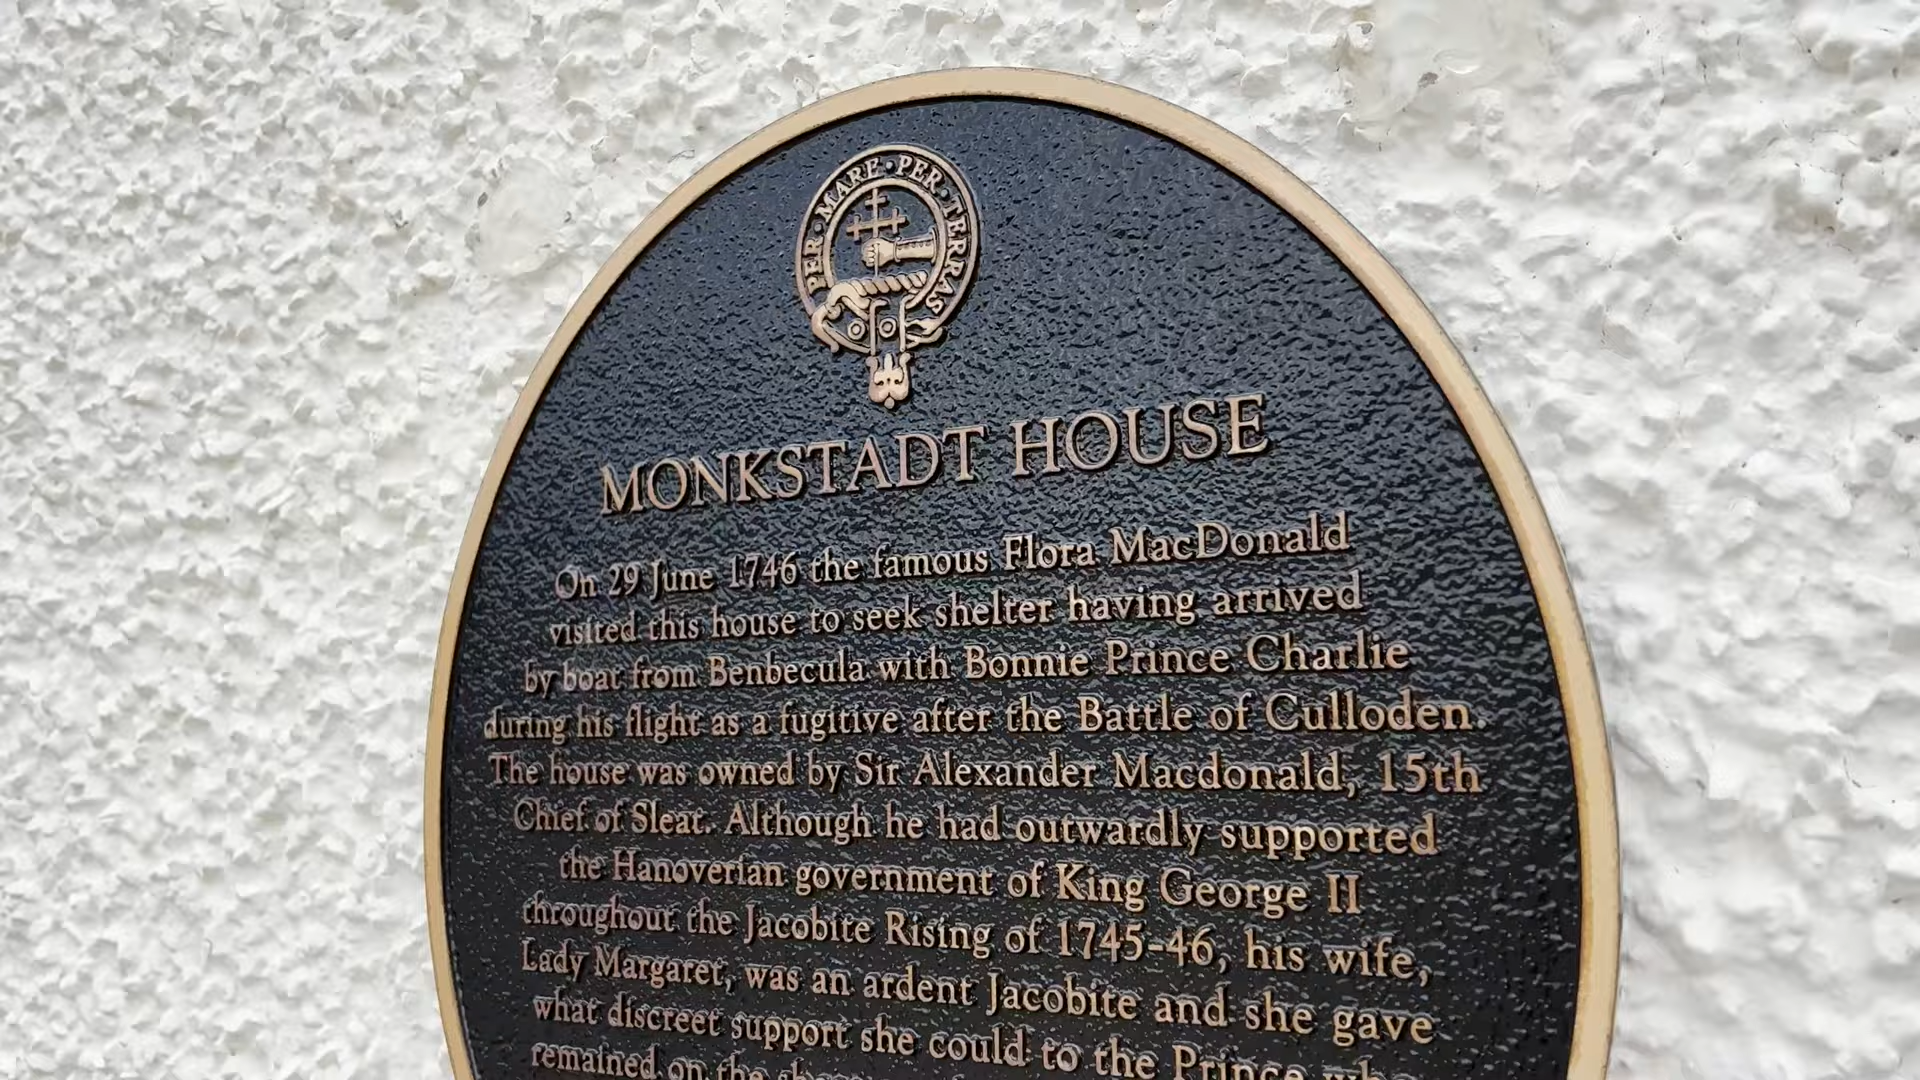 PER · MARE · PER · TERRAS
MONKSTADT HOUSE
On 29 June 1746 the famous Flora MacDonald
visited this house to seek shelter having arrived
by boat from Benbecula with Bonnie Prince Charlie
during his flight as a fugitive after the Battle of Culloden.
The house was owned by Sir Alexander Macdonald, 15th
Chief of Sleat. Although he had outwardly supported
the Hanoverian government of King George II
throughout the Jacobite Rising of 1745-46, his wife,
Lady Margaret, was an ardent Jacobite and she gave
what discreet support she could to the Prince
remained on the